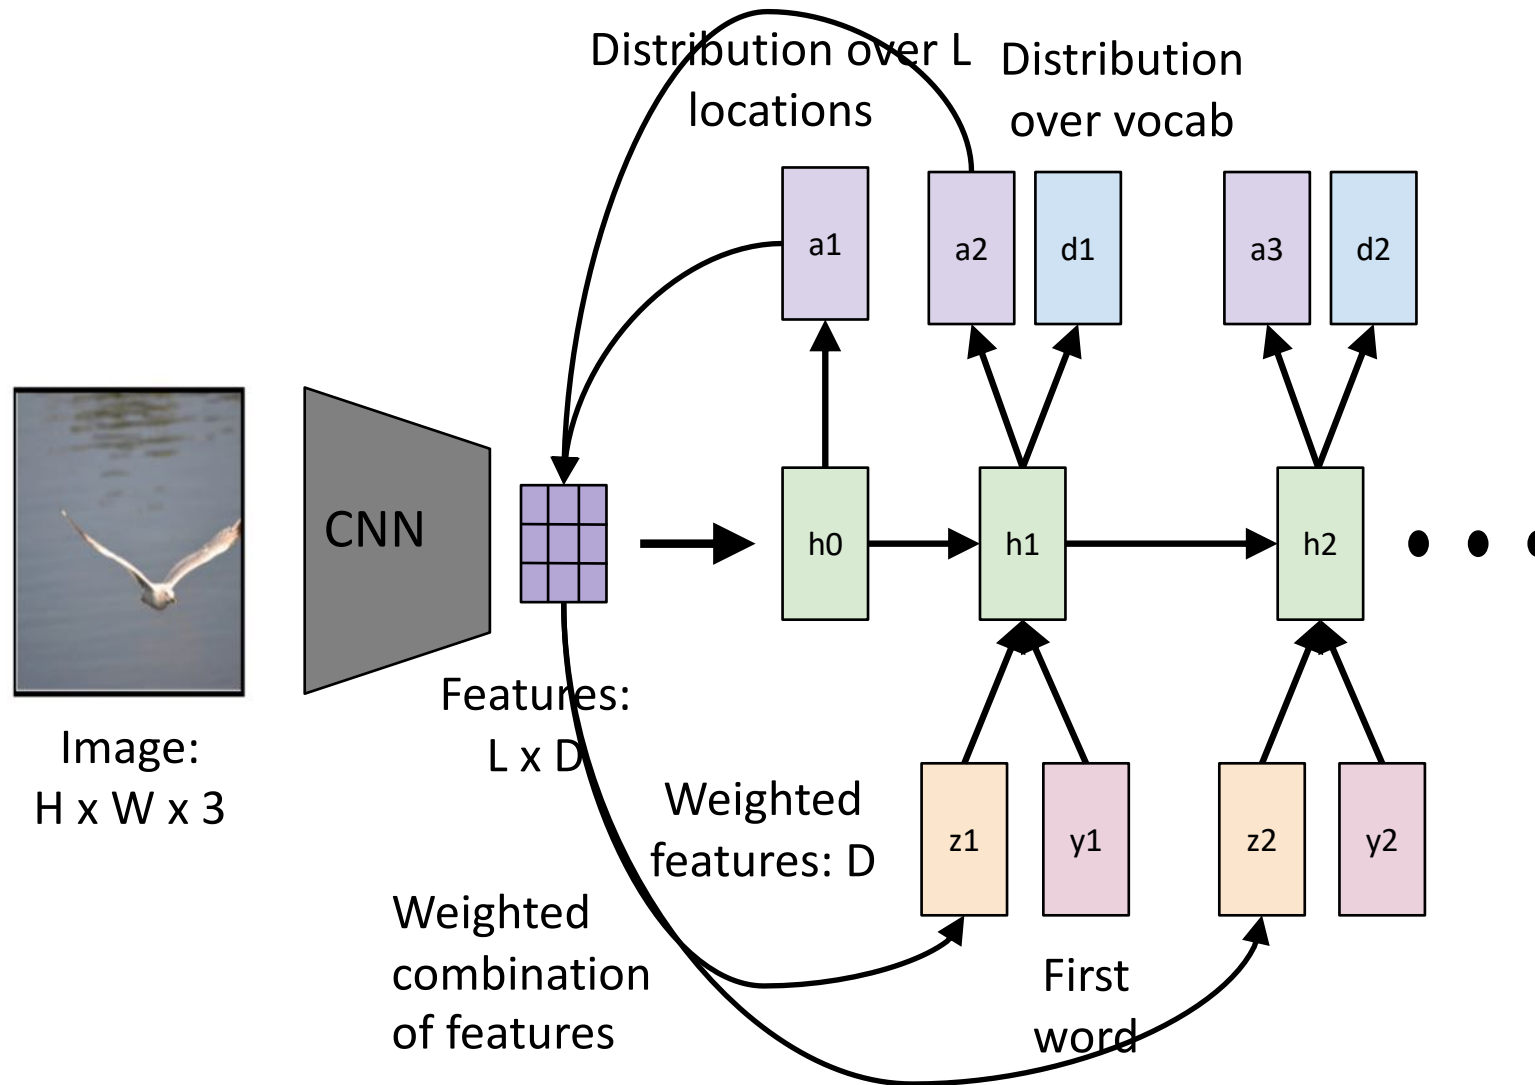 Distribution over L
locations
Distribution
over vocab
a1
a2
d1
a3
d2
CNN
h0
h1
h2
Features:
L x D
Image:
H x W x 3
Weighted
features: D
z1
y1
z2
y2
Weighted
combination
of features
First
word